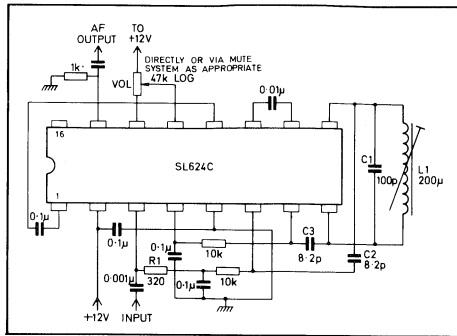 AF
OUTPUT
TO
+12V
DIRECTLY OR VIA MUTE
SYSTEM AS APPROPRIATE
1k
VOL
47k LOG
0·01µ
16
SL624C
C1
100p
L1
200µ
1
0·1µ
0·1µ
0·1µ
10k
C3
8·2p
C2
8·2p
R1
320
0·001µ
0·1µ
10k
+12V
INPUT